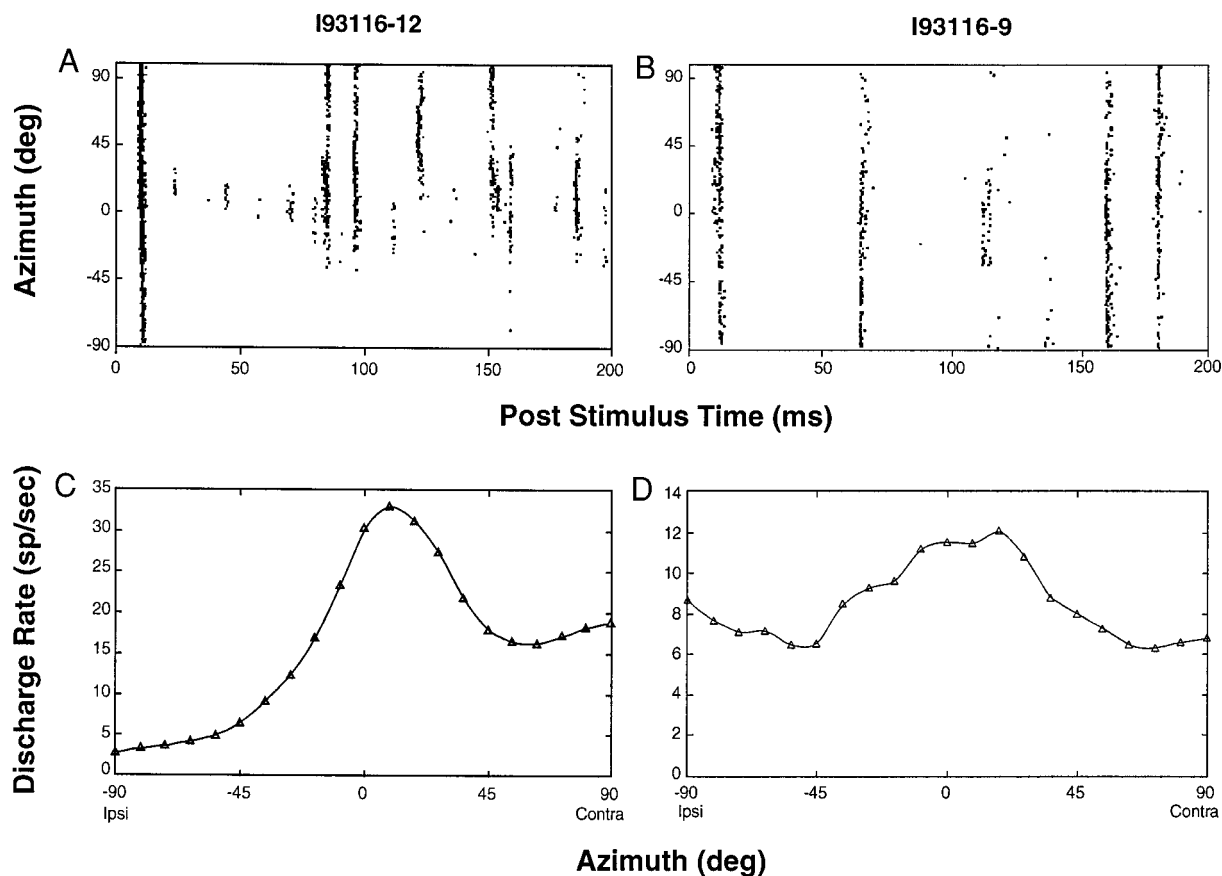 I93116-12
I93116-9
A
B
Azimuth (deg)
90
45
0
-45
-90
90
45
0
-45
-90
0 50 100 150 200
0 50 100 150 200
Post Stimulus Time (ms)
Discharge Rate (sp/sec)
C
D
35
30
25
20
15
10
5
0
14
12
10
8
6
4
2
0
-90 -45 0 45 90
Ipsi Contra
-90 -45 0 45 90
Ipsi Contra
Azimuth (deg)